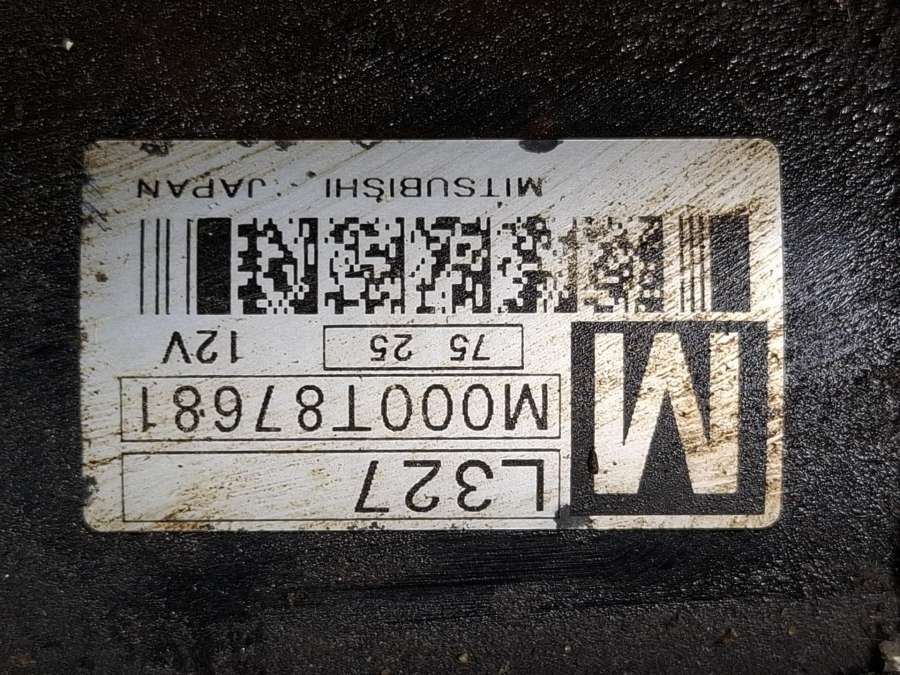 M
L327
M000T87681
75 25 12V
MITSUBISHI JAPAN